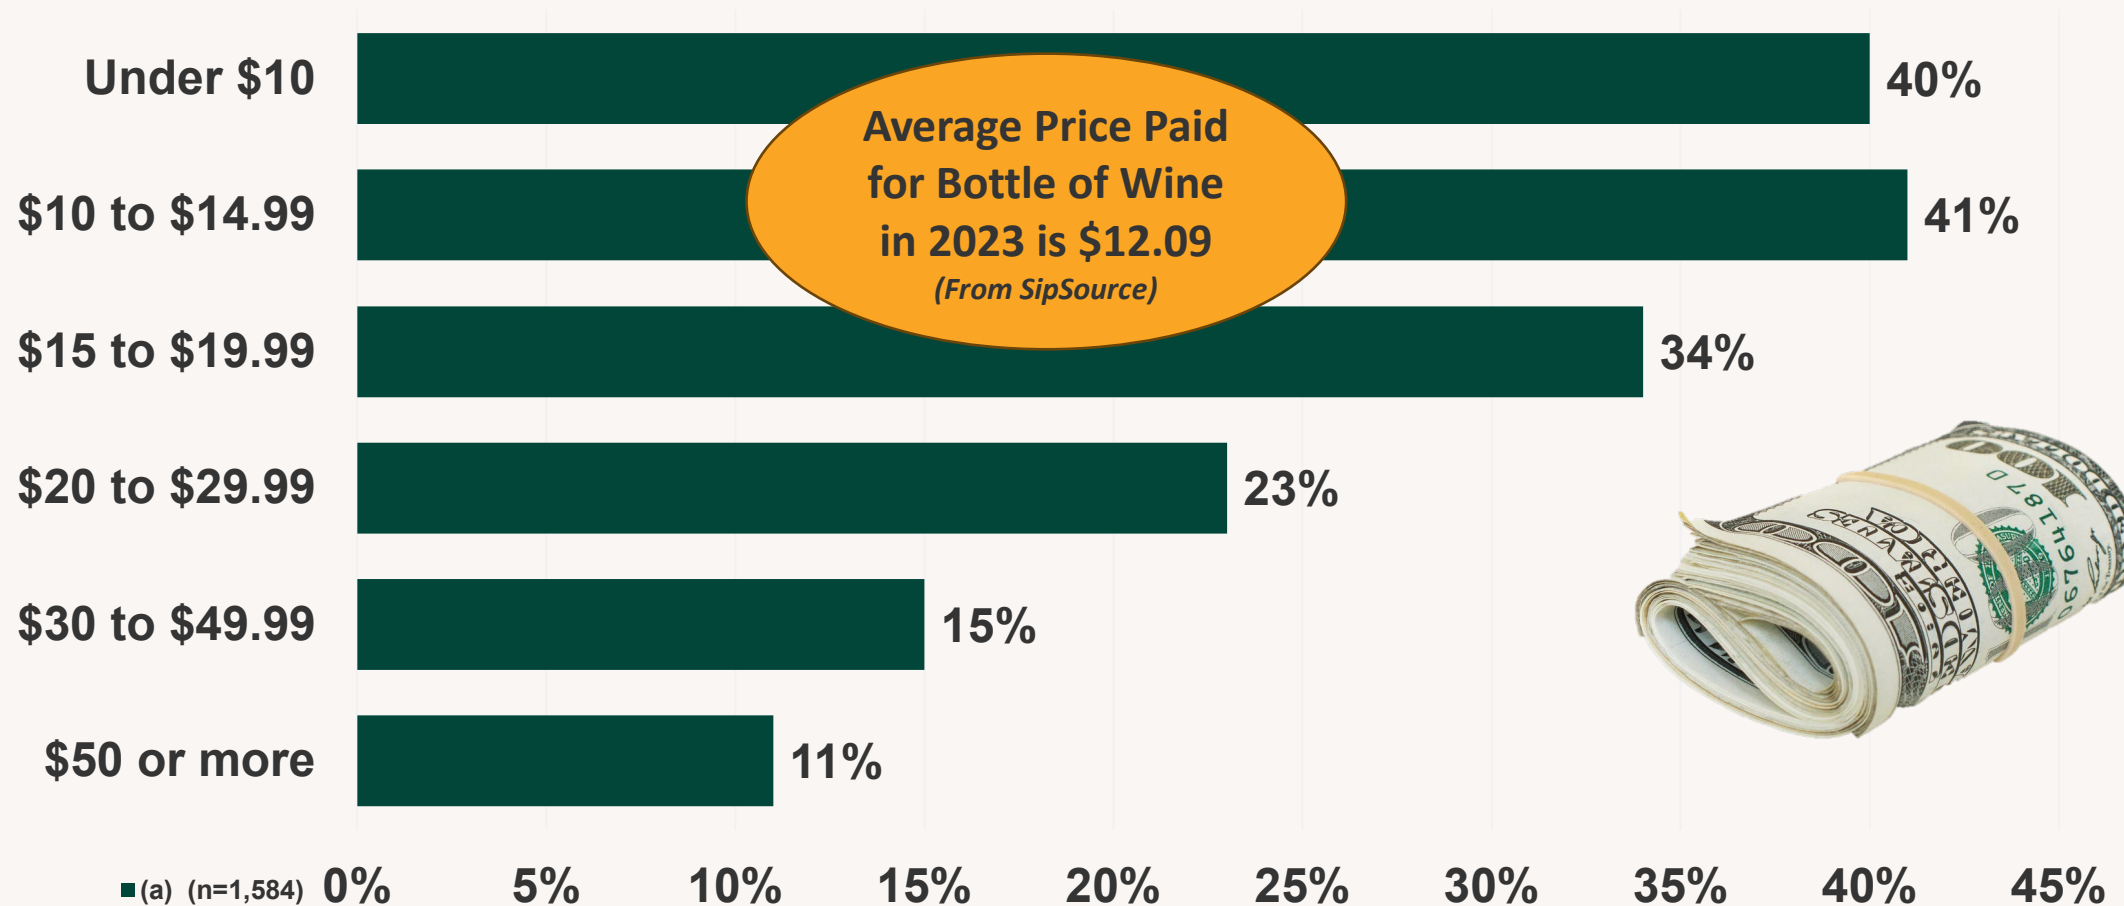 Under $10
40%
$10 to $14.99
41%
$15 to $19.99
34%
$20 to $29.99
23%
$30 to $49.99
15%
$50 or more
11%
Average Price Paid
for Bottle of Wine
in 2023 is $12.09
(From SipSource)
(a) (n=1,584)
0% 5% 10% 15% 20% 25% 30% 35% 40% 45%